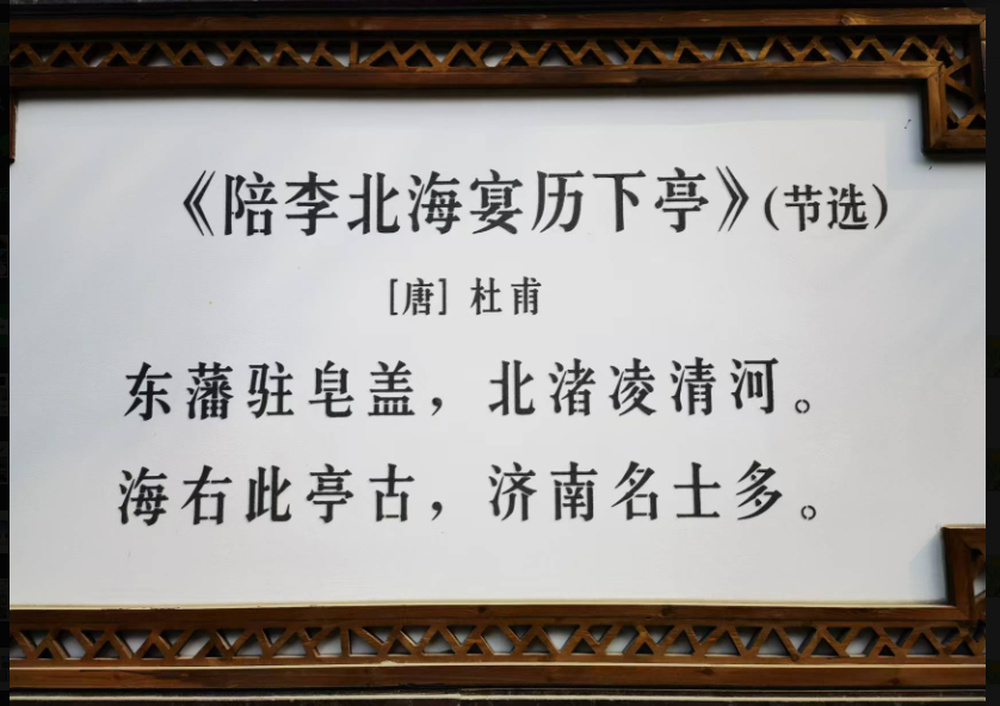 《陪李北海宴历下亭》(节选)
[唐] 杜甫
东藩驻皂盖，北渚凌清河。
海右此亭古，济南名士多。